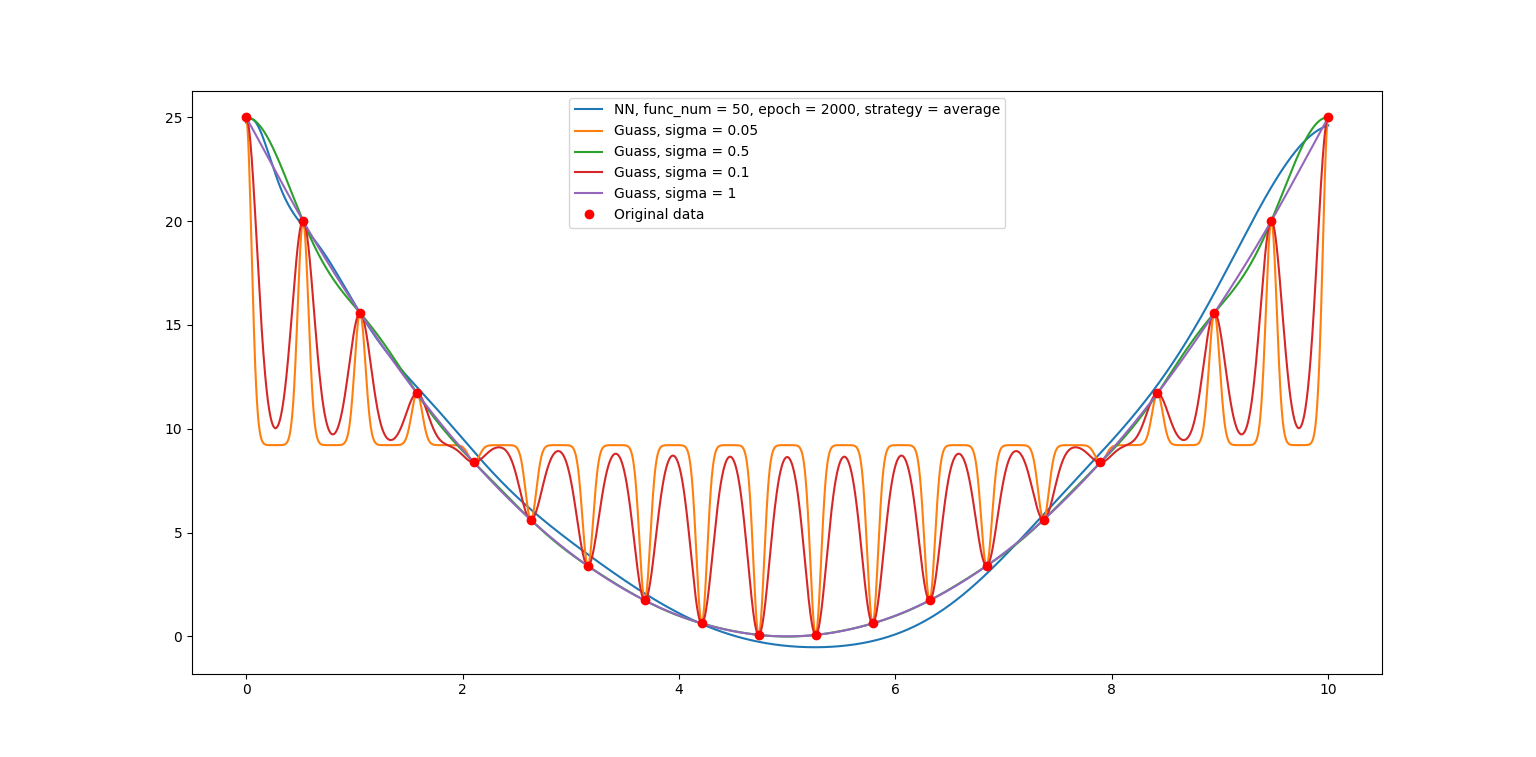 NN, func_num = 50, epoch = 2000, strategy = average
Guass, sigma = 0.05
Guass, sigma = 0.5
Guass, sigma = 0.1
Guass, sigma = 1
Original data
25
20
15
10
5
0
0 2 4 6 8 10